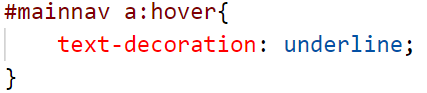 #mainnav a:hover{
    text-decoration: underline;
}